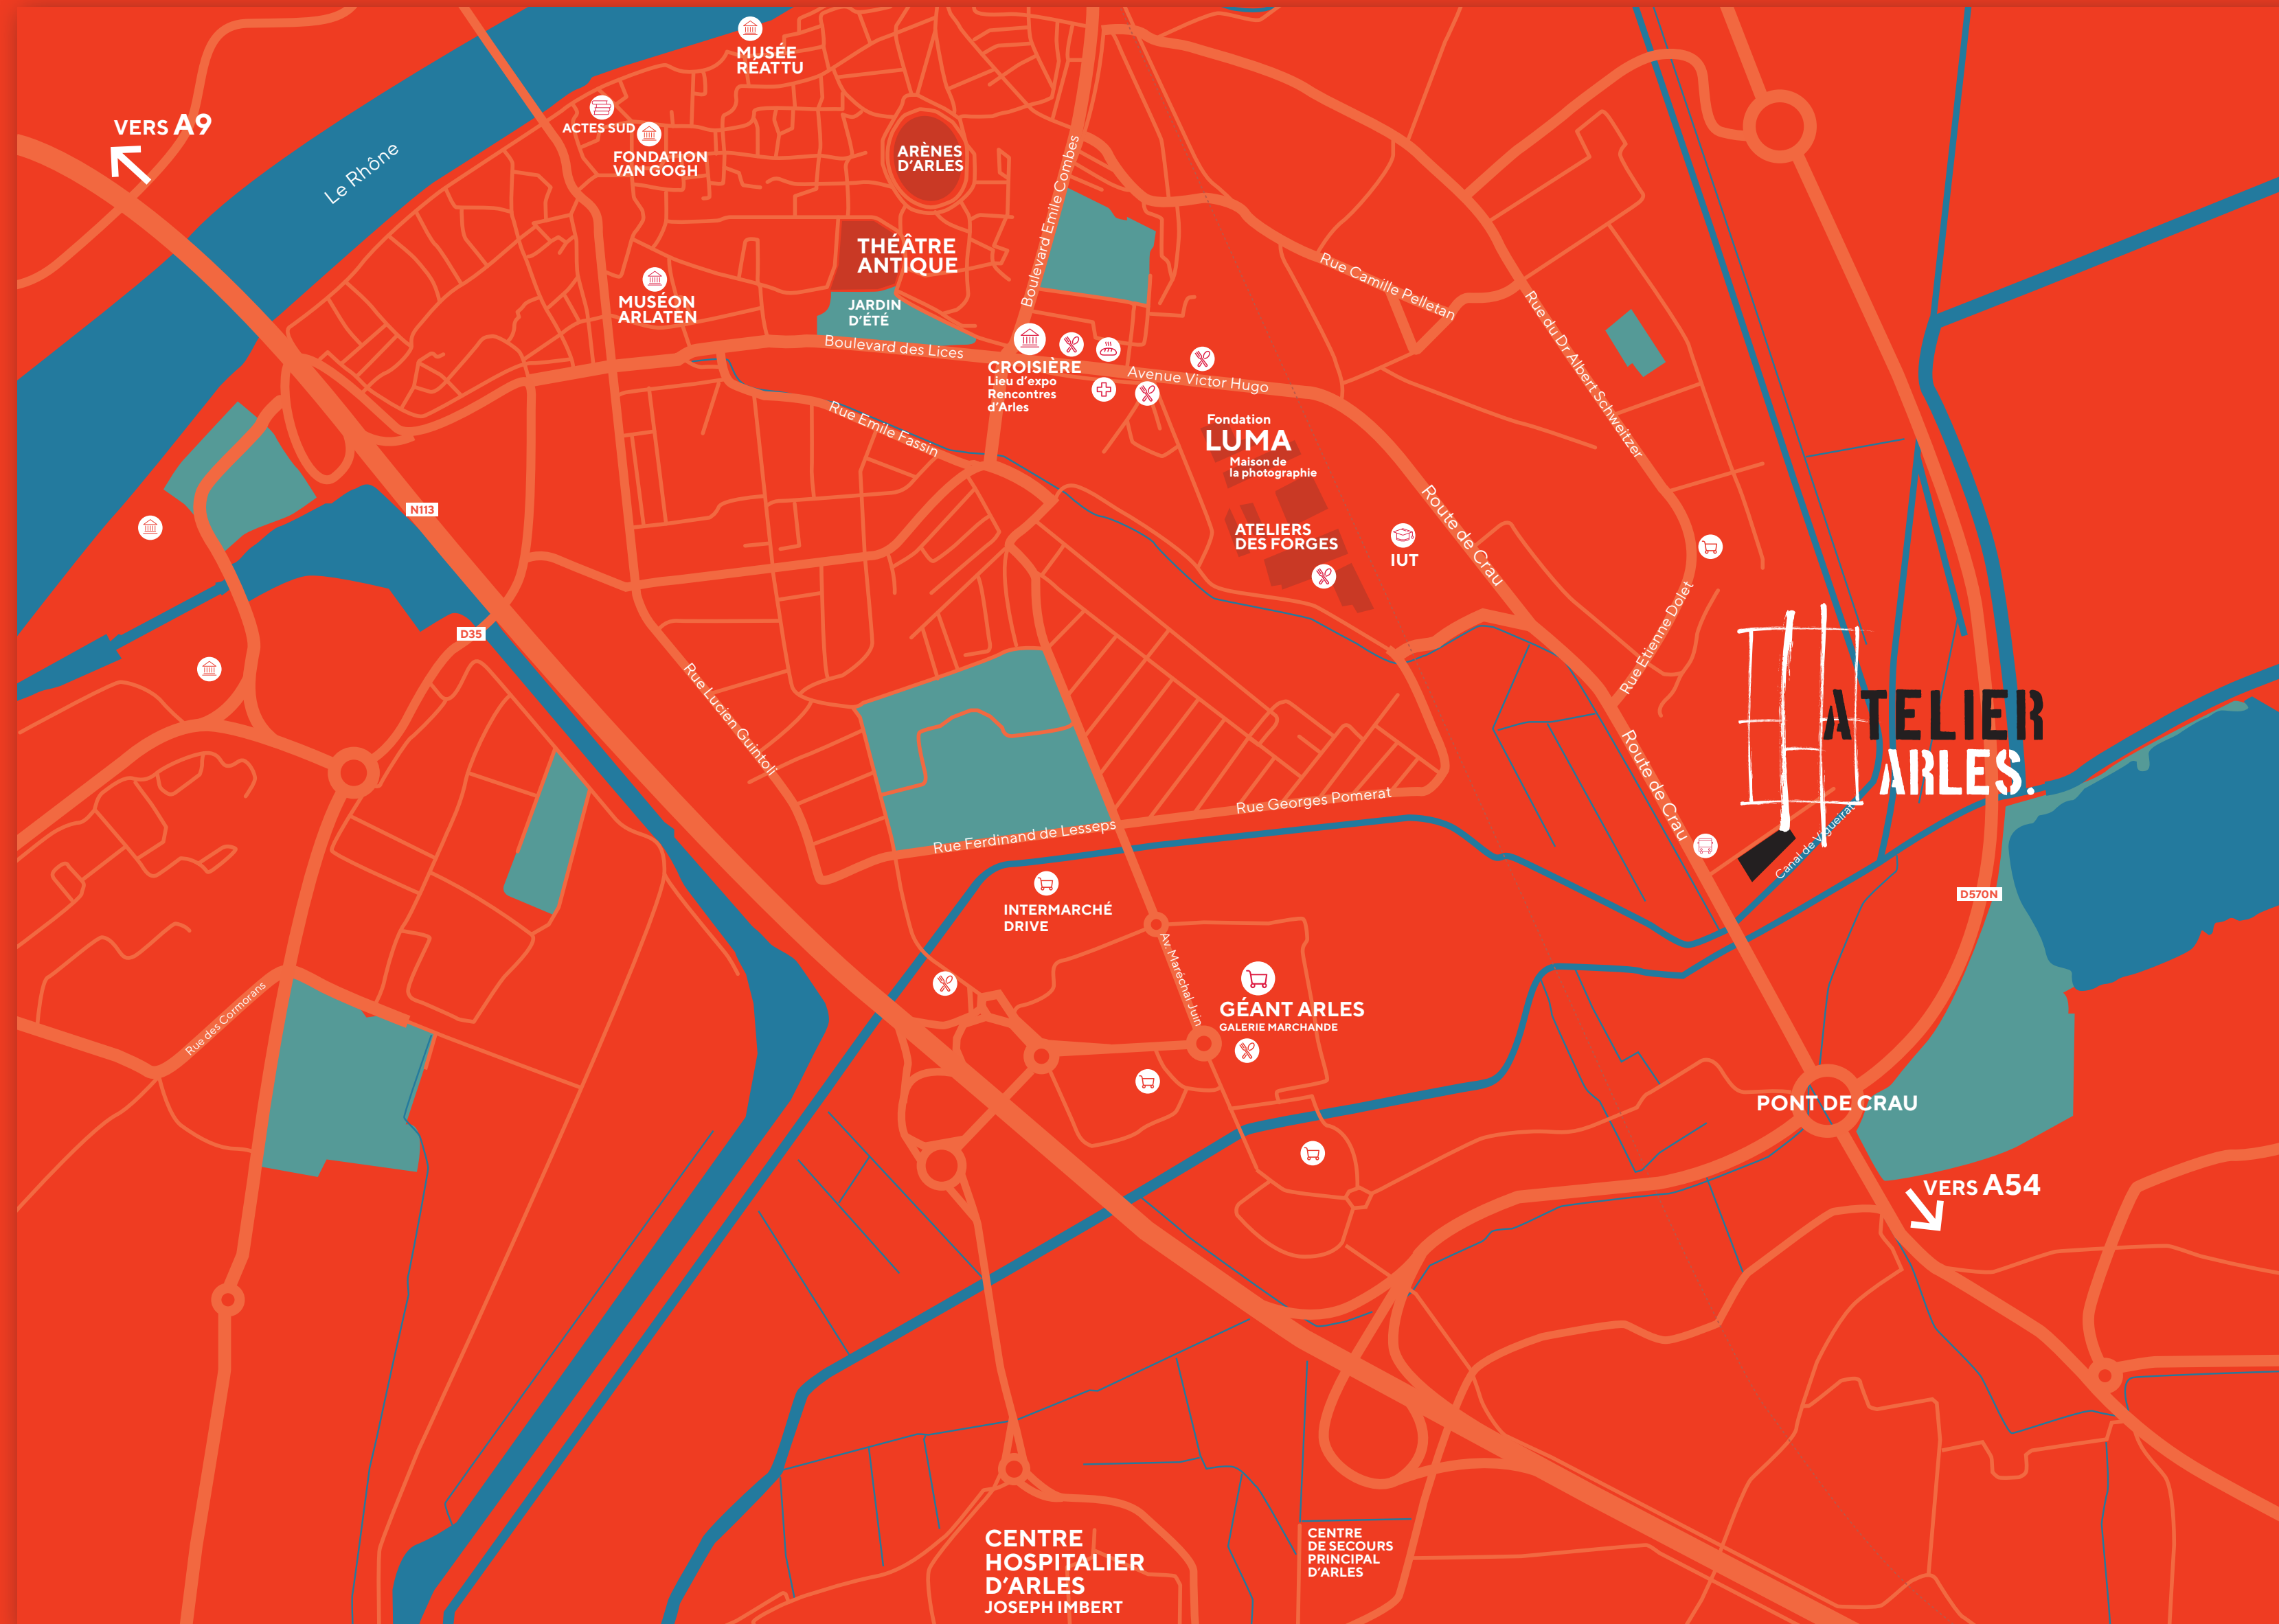 MUSÉE
RÉATTU
VERS A9
ACTES SUD
FONDATION
VAN GOGH
Le Rhône
ARÈNES
D'ARLES
Boulevard Emile Combes
THÉÂTRE
ANTIQUE
JARDIN
D'ÉTÉ
MUSÉON
ARLATEN
Rue Camille Pelletan
Rue du Dr Albert Schweitzer
Boulevard des Lices
CROISIÈRE
Lieu d'expo
Rencontres
d'Arles
Avenue Victor Hugo
Rue Emile Fassin
Fondation
LUMA
Maison de
la photographie
N113
Route de Crau
ATELIERS
DES FORGES
IUT
D35
Rue Etienne Dolet
Rue Lucien Guintoli
ATELIER
ARLES.
Route de Crau
Rue Georges Pomerat
Rue Ferdinand de Lesseps
Canal de Vigueirat
D570N
INTERMARCHÉ
DRIVE
Av. Maréchal Juin
GÉANT ARLES
GALERIE MARCHANDE
Rue des Cormorans
PONT DE CRAU
VERS A54
CENTRE
HOSPITALIER
D'ARLES
JOSEPH IMBERT
CENTRE
DE SECOURS
PRINCIPAL
D'ARLES